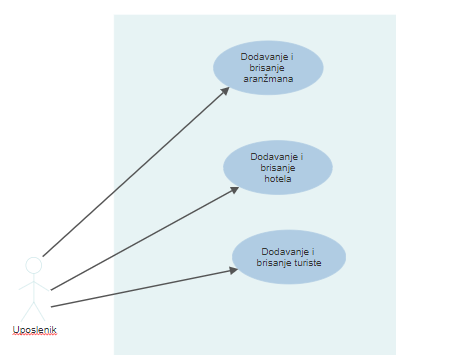 Dodavanje i
brisanje
aranžmana
Dodavanje i
brisanje
hotela
Dodavanje i
brisanje turiste
Uposlenik